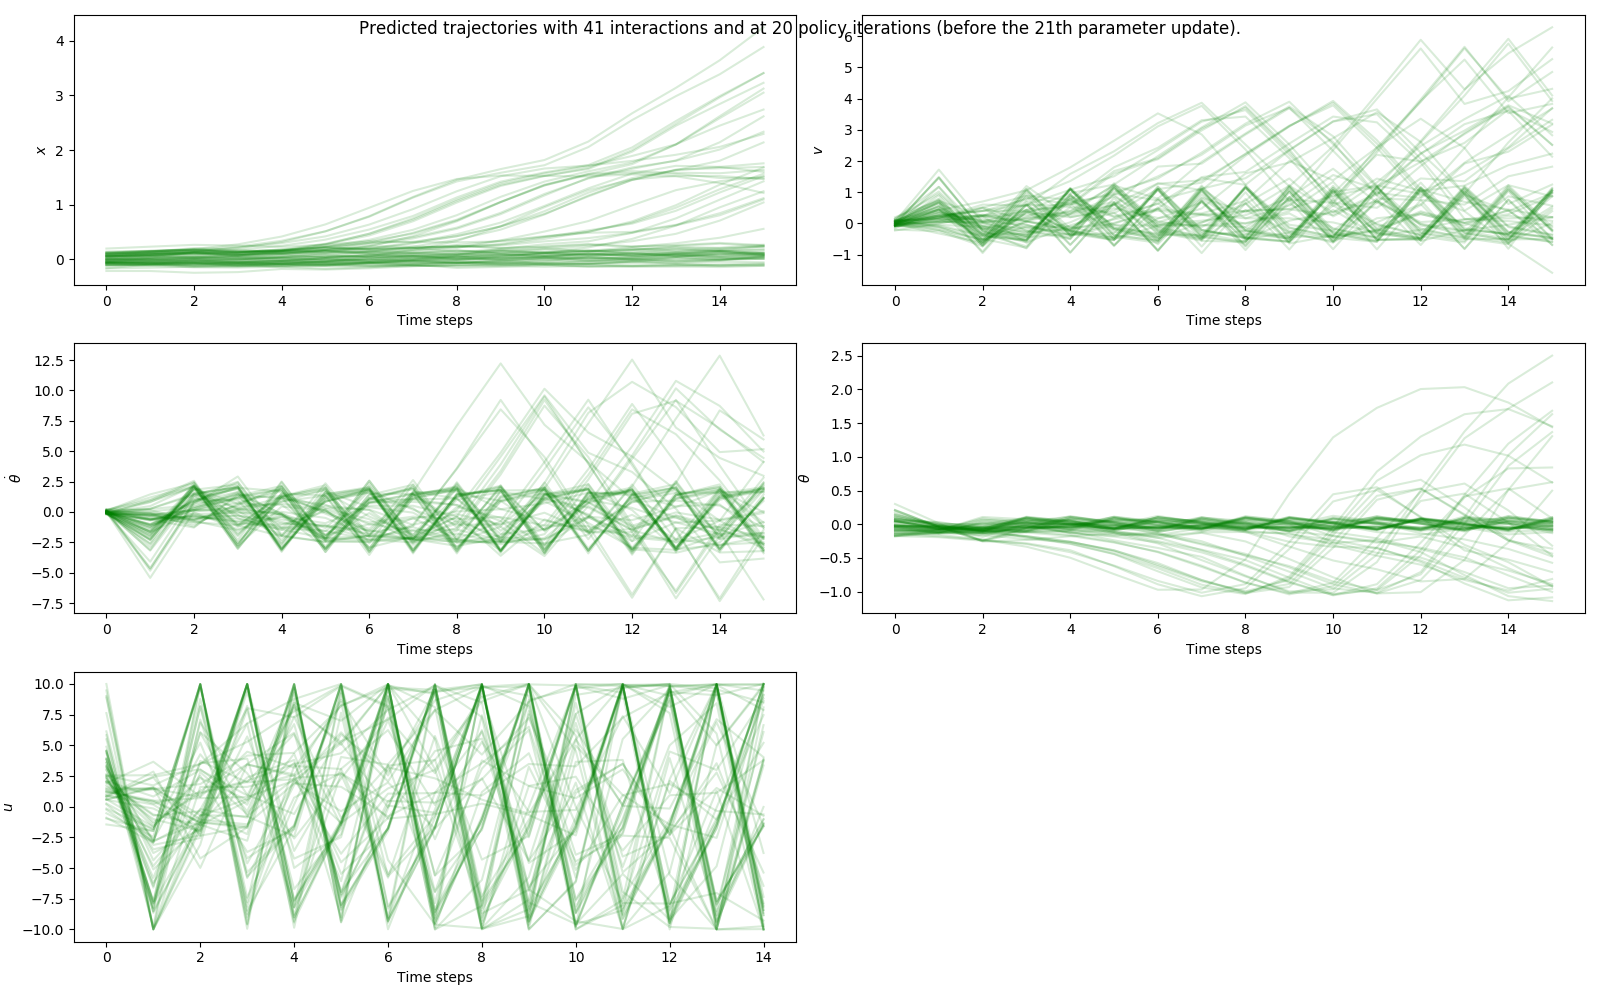 Predicted trajectories with 41 interactions and at 20 policy iterations (before the 21th parameter update).
4
3
2
1
0
x
0 2 4 6 8 10 12 14
Time steps
6
5
4
3
2
1
0
−1
v
0 2 4 6 8 10 12 14
Time steps
12.5
10.0
7.5
5.0
2.5
0.0
−2.5
−5.0
−7.5
θ̇
0 2 4 6 8 10 12 14
Time steps
2.5
2.0
1.5
1.0
0.5
0.0
−0.5
−1.0
θ
0 2 4 6 8 10 12 14
Time steps
10.0
7.5
5.0
2.5
0.0
−2.5
−5.0
−7.5
−10.0
u
0 2 4 6 8 10 12 14
Time steps